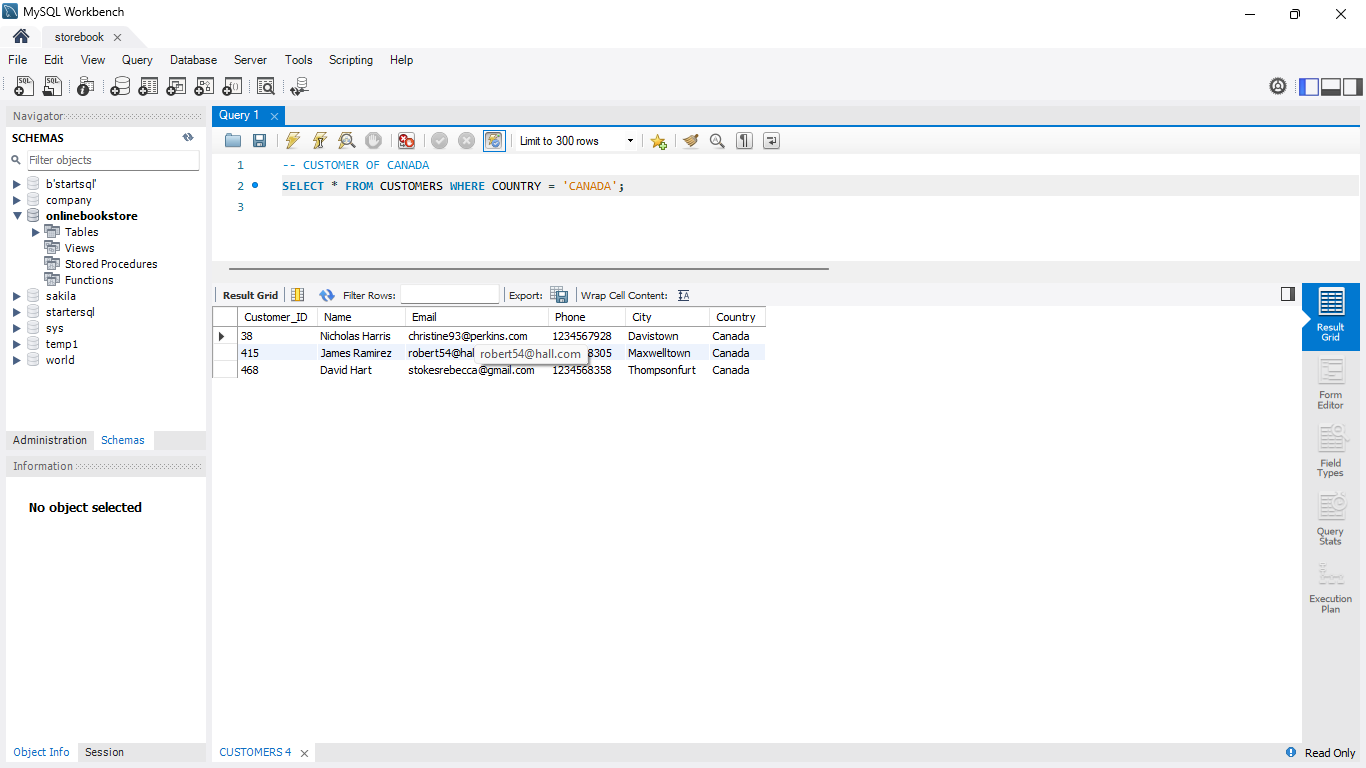 MySQL Workbench
storebook
File Edit View Query Database Server Tools Scripting Help
Navigator
SCHEMAS
Filter objects
b'startsql'
company
onlinebookstore
Tables
Views
Stored Procedures
Functions
sakila
startersql
sys
temp1
world
Administration Schemas
Information
No object selected
Object Info Session
Query 1
Limit to 300 rows
1 -- CUSTOMER OF CANADA
2 SELECT * FROM CUSTOMERS WHERE COUNTRY = 'CANADA';
3
Result Grid Filter Rows: Export: Wrap Cell Content:
Customer_ID Name Email Phone City Country
38 Nicholas Harris christine93@perkins.com 1234567928 Davistown Canada
415 James Ramirez robert54@hal robert54@hall.com 8305 Maxwelltown Canada
468 David Hart stokesrebecca@gmail.com 1234568358 Thompsonfurt Canada
Result
Grid
Form
Editor
Field
Types
Query
Stats
Execution
Plan
CUSTOMERS 4
Read Only